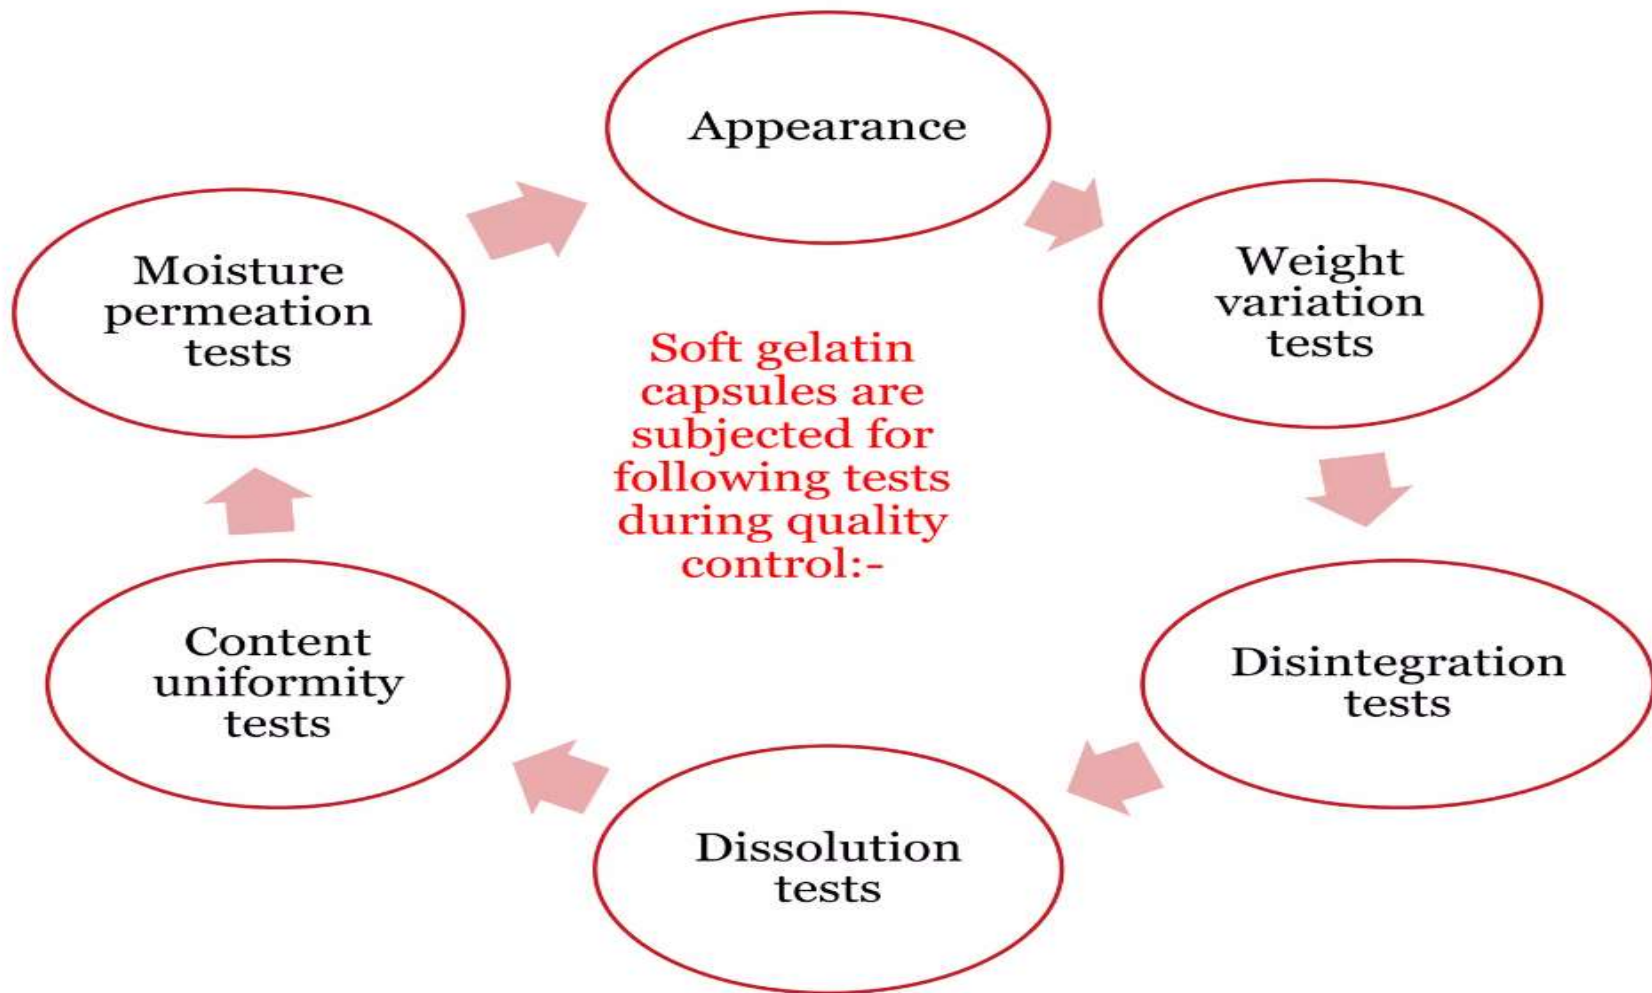 Appearance
Weight
variation
tests
Disintegration
tests
Dissolution
tests
Content
uniformity
tests
Moisture
permeation
tests
Soft gelatin
capsules are
subjected for
following tests
during quality
control:-